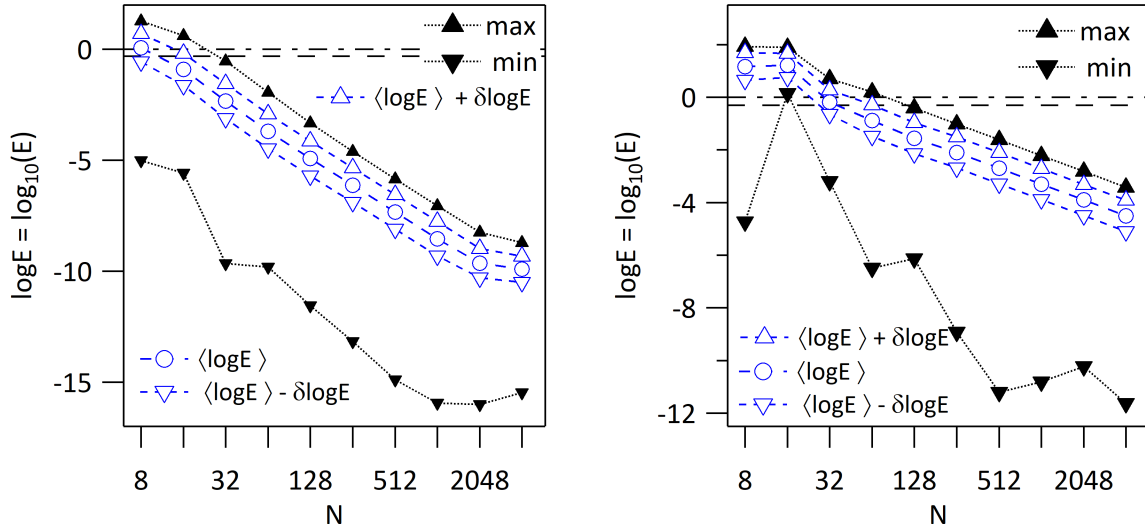 max
min
⟨logE⟩ + δlogE
0
-5
-10
-15
logE = log10(E)
⟨logE⟩
⟨logE⟩ - δlogE
8
32
128
512
2048
N
max
min
0
-4
-8
-12
logE = log10(E)
⟨logE⟩ + δlogE
⟨logE⟩
⟨logE⟩ - δlogE
8
32
128
512
2048
N